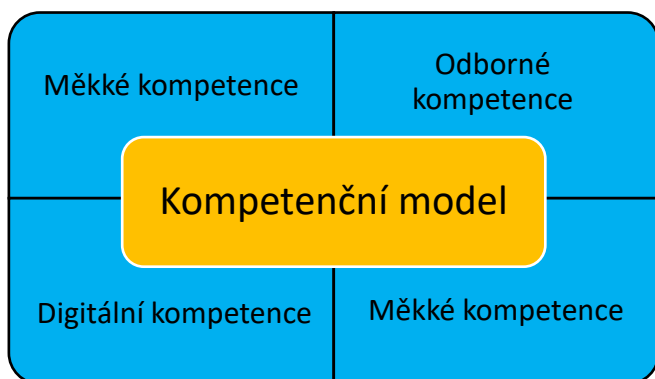 Měkké kompetence
Odborné
kompetence
Kompetenční model
Digitální kompetence
Měkké kompetence